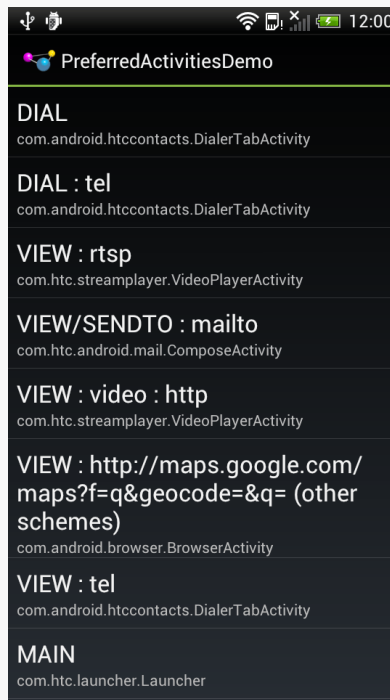 12:00
PreferredActivitiesDemo
DIAL
com.android.htccontacts.DialerTabActivity
DIAL : tel
com.android.htccontacts.DialerTabActivity
VIEW : rtsp
com.htc.streamplayer.VideoPlayerActivity
VIEW/SENDTO : mailto
com.htc.android.mail.ComposeActivity
VIEW : video : http
com.htc.streamplayer.VideoPlayerActivity
VIEW : http://maps.google.com/
maps?f=q&geocode=&q= (other
schemes)
com.android.browser.BrowserActivity
VIEW : tel
com.android.htccontacts.DialerTabActivity
MAIN
com.htc.launcher.Launcher